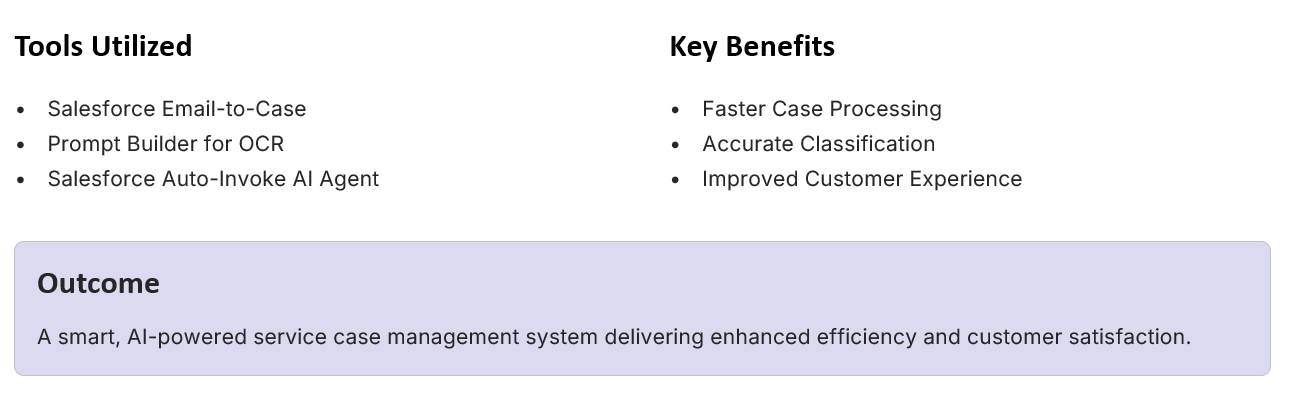 Tools Utilized
• Salesforce Email-to-Case
• Prompt Builder for OCR
• Salesforce Auto-Invoke AI Agent
Key Benefits
• Faster Case Processing
• Accurate Classification
• Improved Customer Experience
Outcome
A smart, AI-powered service case management system delivering enhanced efficiency and customer satisfaction.